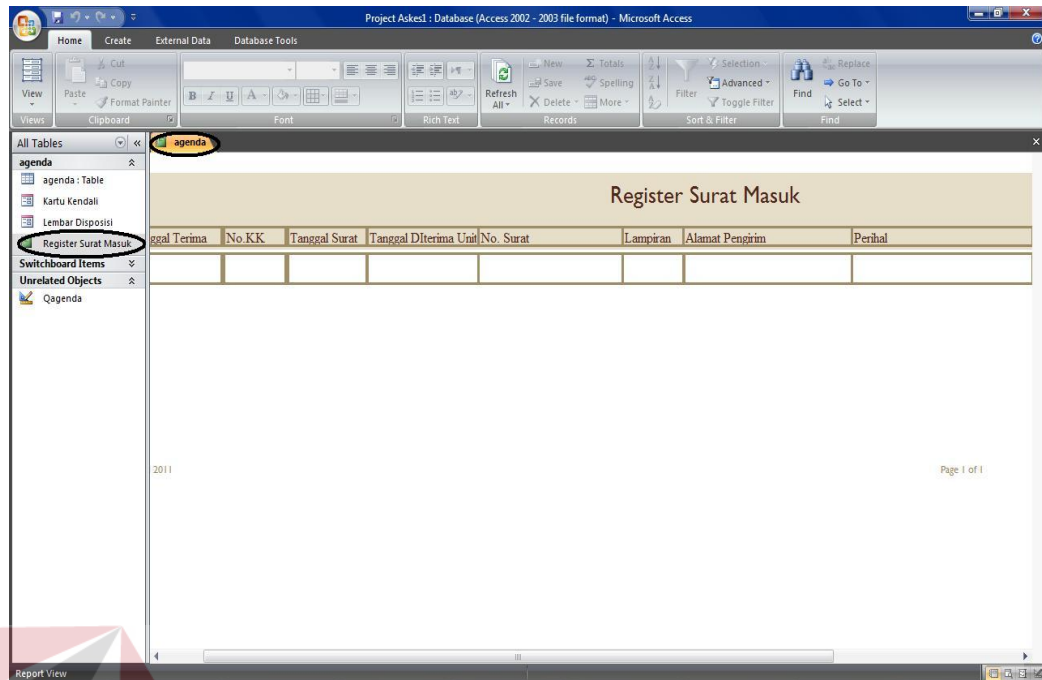 Project Askes1 : Database (Access 2002 - 2003 file format) - Microsoft Access
Home Create External Data Database Tools
View
Views
Paste
Cut
Copy
Format Painter
Clipboard
B I U A
Font
Rich Text
Refresh All
New
Save
Delete
Σ Totals
Spelling
More
Records
Filter
Selection
Advanced
Toggle Filter
Sort & Filter
Find
Replace
Go To
Select
Find
All Tables
agenda
agenda : Table
Kartu Kendali
Lembar Disposisi
Register Surat Masuk
Switchboard Items
Unrelated Objects
Qagenda
agenda
Register Surat Masuk
ggal Terima No.KK Tanggal Surat Tanggal DIterima Unit No. Surat Lampiran Alamat Pengirim Perihal
2011 Page 1 of 1
Report View